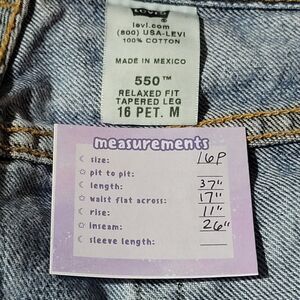 Levi's
levi.com
(800) USA-LEVI
100% COTTON
MADE IN MEXICO
550™
RELAXED FIT
TAPERED LEG
16 PET. M
measurements
size: 16P
pit to pit:
length: 37"
waist flat across: 17"
rise: 11"
inseam: 26"
sleeve length: